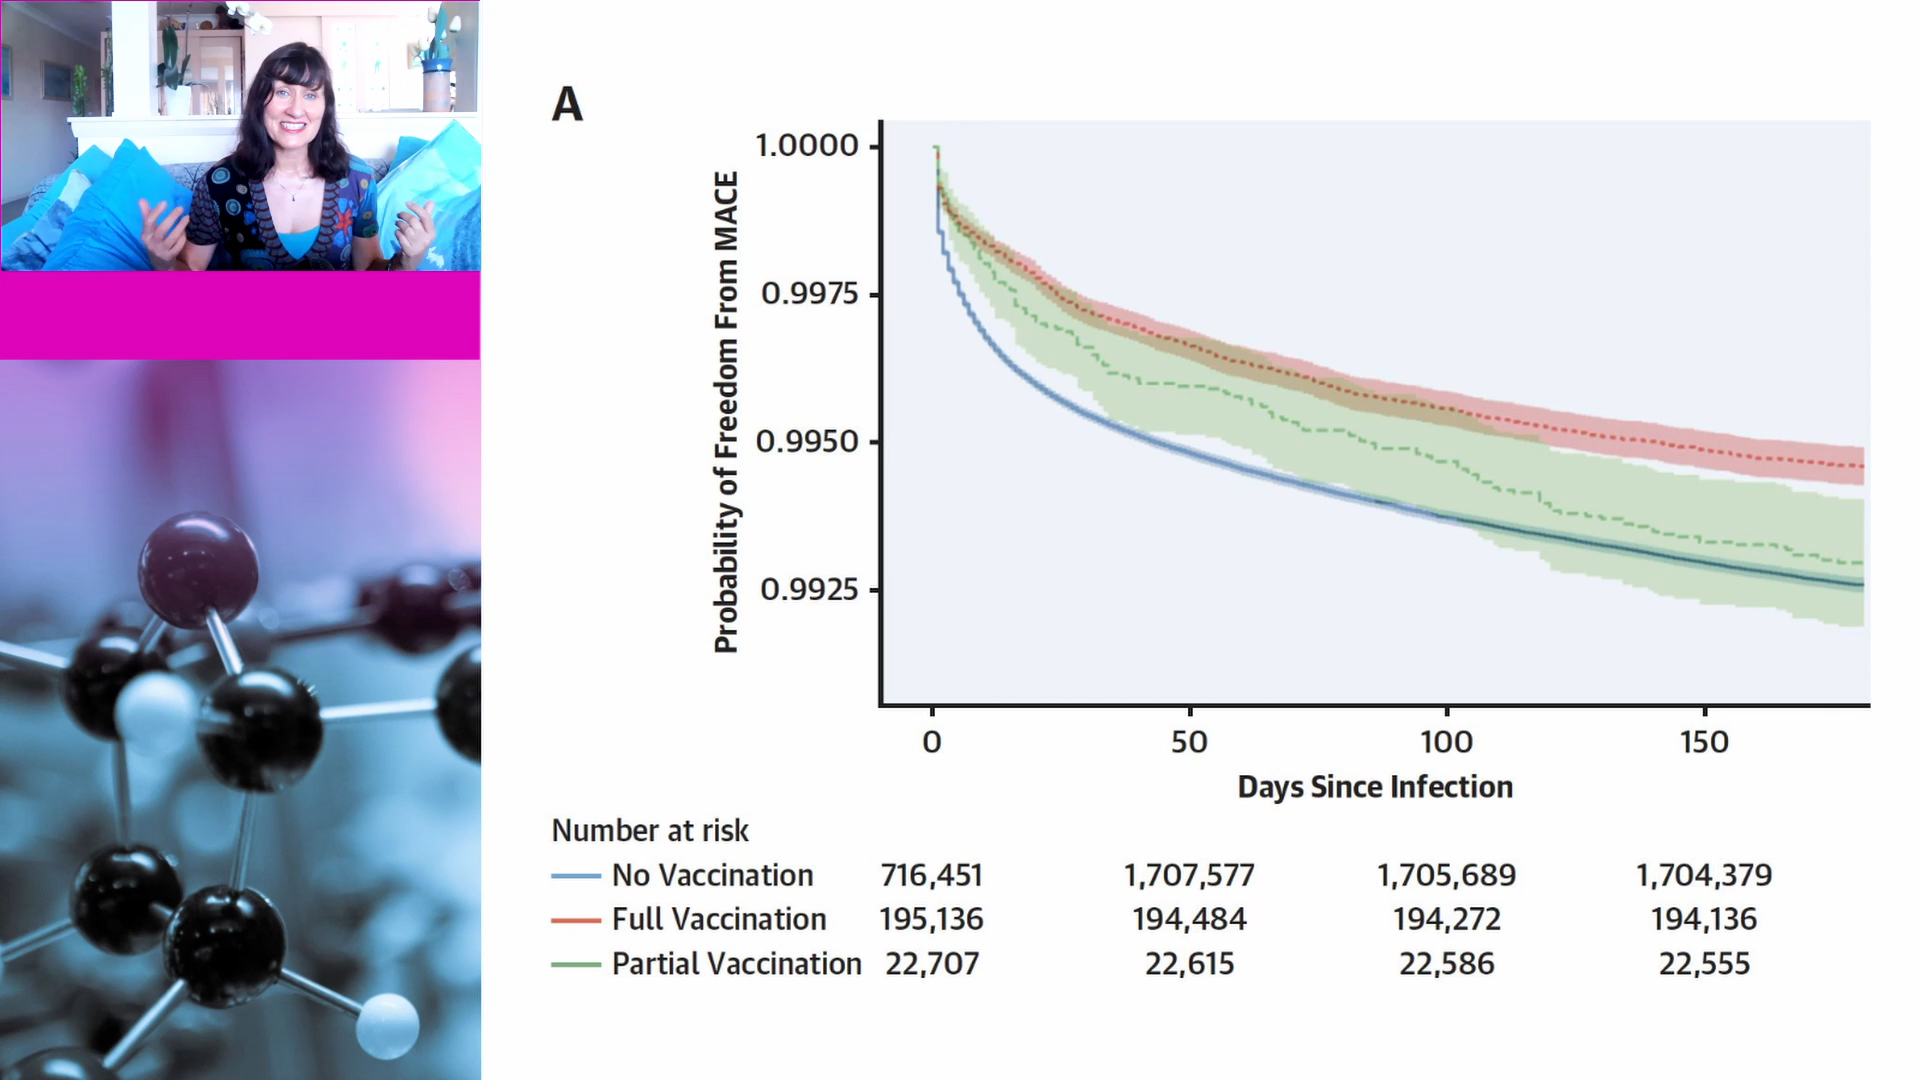 A
Probability of Freedom From MACE
1.0000
0.9975
0.9950
0.9925
0 50 100 150
Days Since Infection
Number at risk
No Vaccination 716,451 1,707,577 1,705,689 1,704,379
Full Vaccination 195,136 194,484 194,272 194,136
Partial Vaccination 22,707 22,615 22,586 22,555